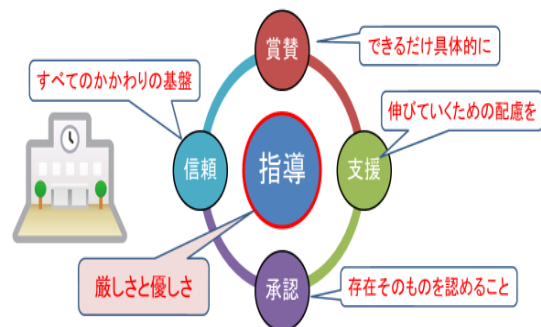 賞賛
できるだけ具体的に
すべてのかかわりの基盤
伸びていくための配慮を
信頼
指導
支援
厳しさと優しさ
承認
存在そのものを認めること